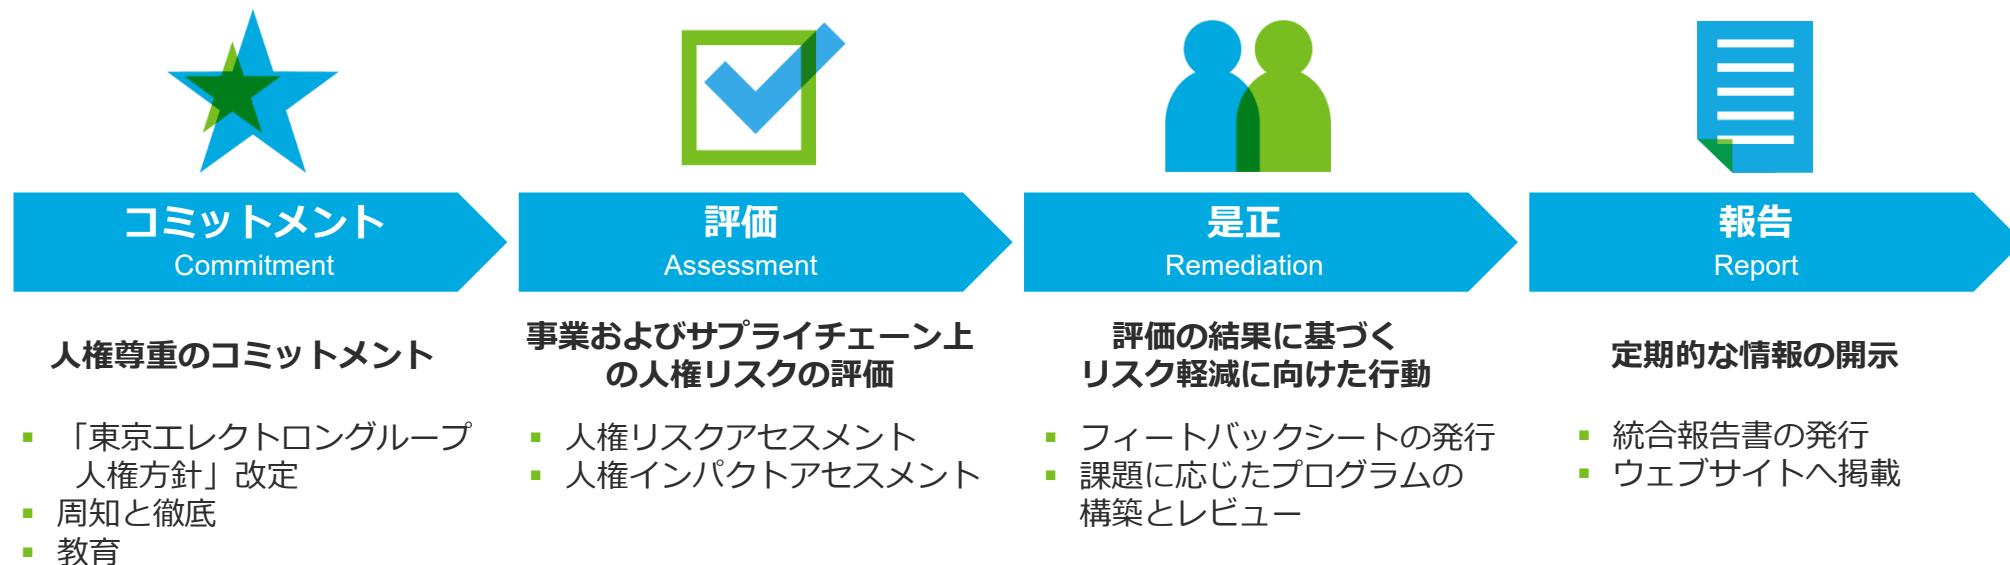 コミットメント
Commitment
人権尊重のコミットメント
▪ 「東京エレクトロングループ
人権方針」改定
▪ 周知と徹底
▪ 教育
評価
Assessment
事業およびサプライチェーン上
の人権リスクの評価
▪ 人権リスクアセスメント
▪ 人権インパクトアセスメント
是正
Remediation
評価の結果に基づく
リスク軽減に向けた行動
▪ フィートバックシートの発行
▪ 課題に応じたプログラムの
構築とレビュー
報告
Report
定期的な情報の開示
▪ 統合報告書の発行
▪ ウェブサイトへ掲載